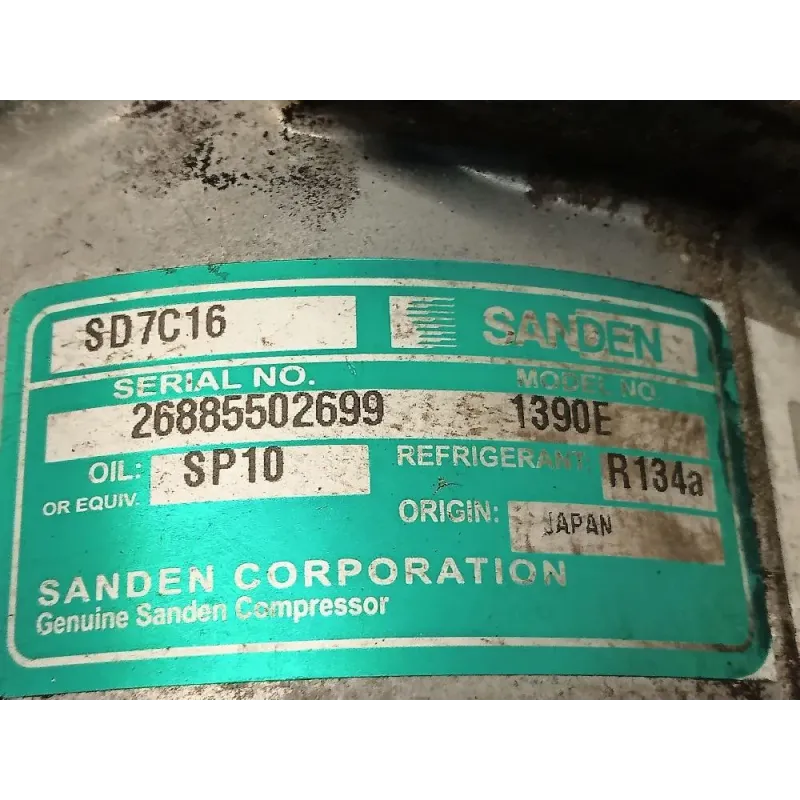 SD7C16 SANDEN
SERIAL NO. MODEL NO.
26885502699 1390E
OIL: SP10 REFRIGERANT: R134a
OR EQUIV.
ORIGIN: JAPAN
SANDEN CORPORATION
Genuine Sanden Compressor